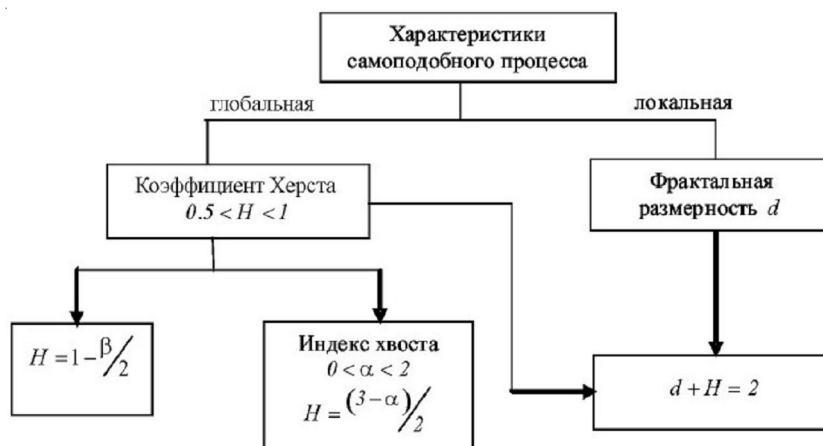 Характеристики
самоподобного процесса
глобальная
локальная
Коэффициент Херста
0.5 < H < 1
Фрактальная
размерность d
H = 1 − β/2
Индекс хвоста
0 < α < 2
H = (3 − α)/2
d + H = 2